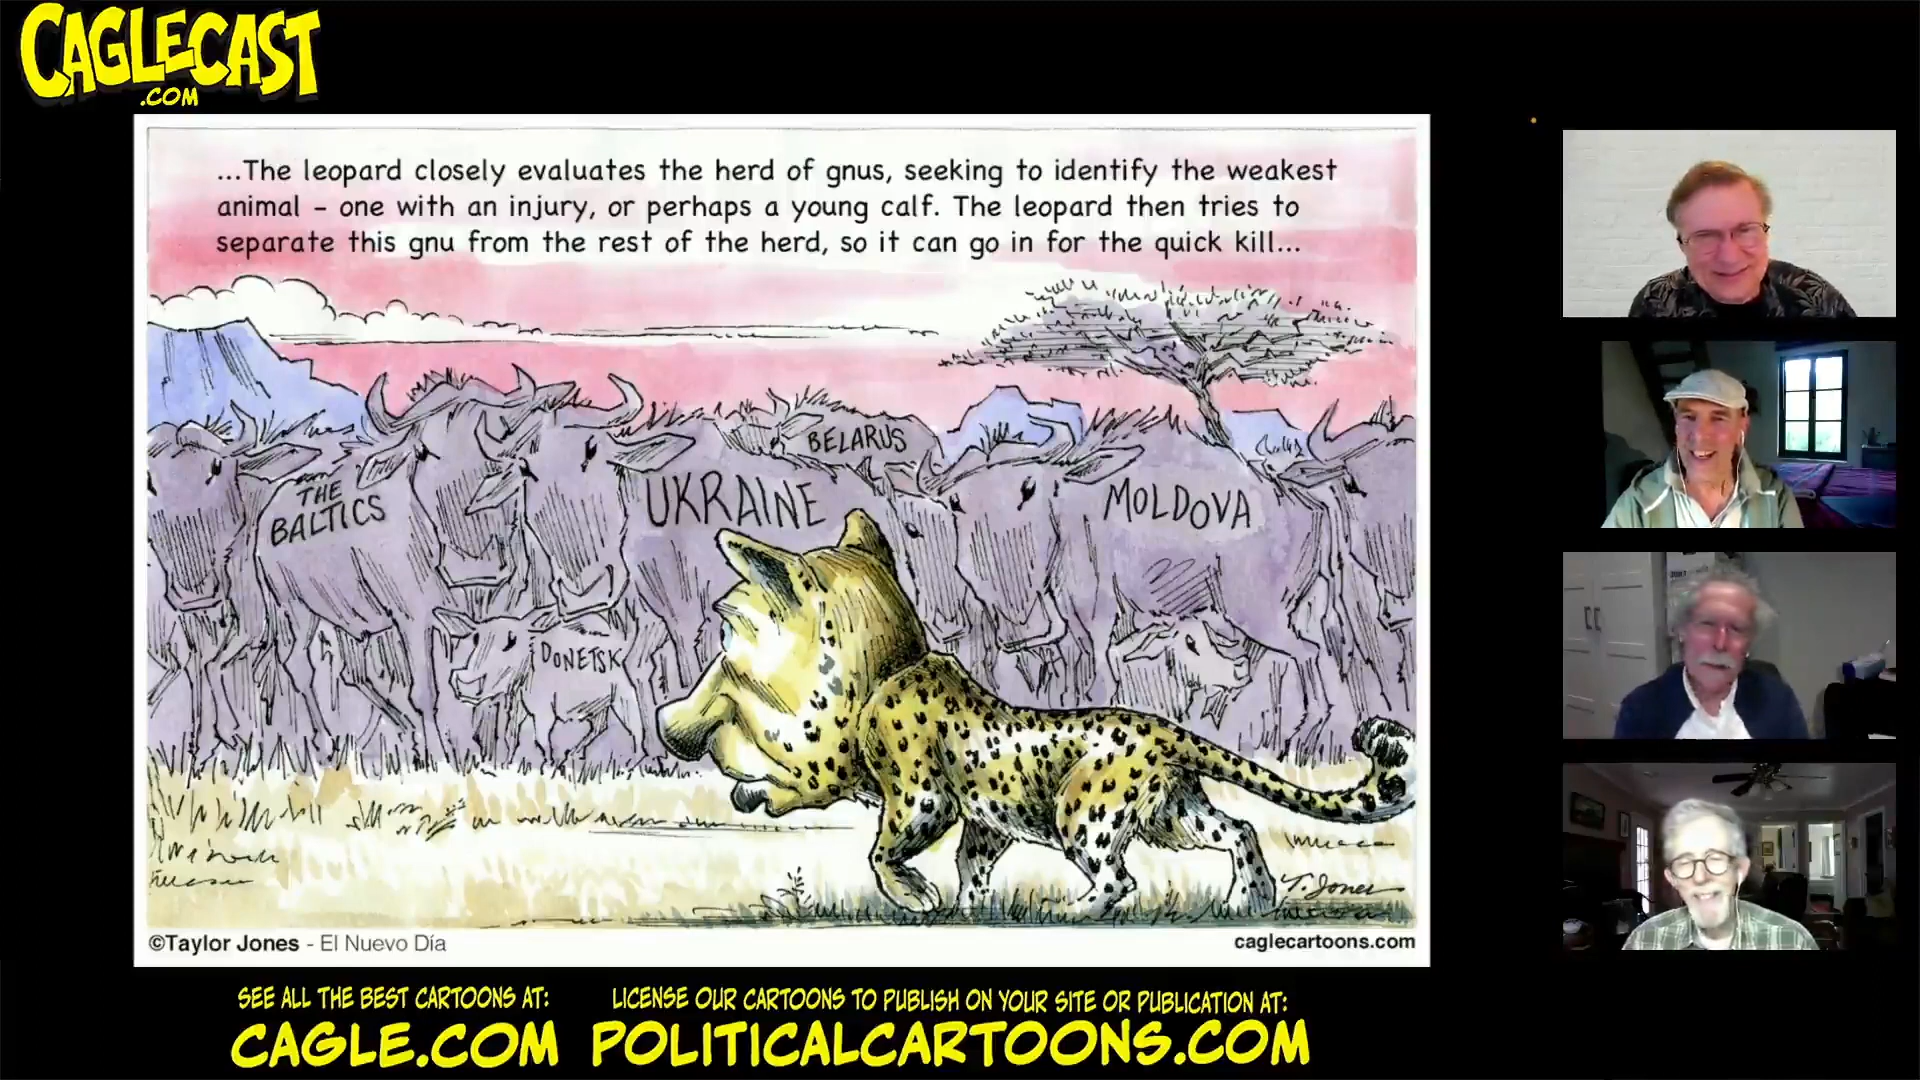 CAGLECAST
.COM
...The leopard closely evaluates the herd of gnus, seeking to identify the weakest
animal – one with an injury, or perhaps a young calf. The leopard then tries to
separate this gnu from the rest of the herd, so it can go in for the quick kill...
BELARUS
THE
BALTICS
UKRAINE
MOLDOVA
DONETSK
T. Jones
©Taylor Jones - El Nuevo Día
caglecartoons.com
SEE ALL THE BEST CARTOONS AT:
CAGLE.COM
LICENSE OUR CARTOONS TO PUBLISH ON YOUR SITE OR PUBLICATION AT:
POLITICALCARTOONS.COM